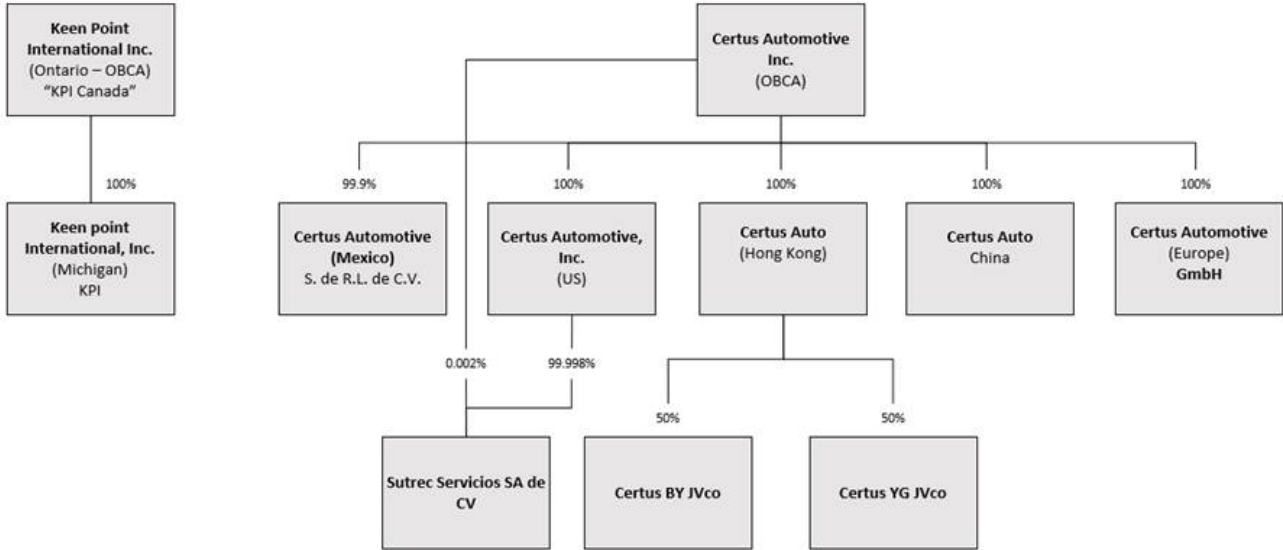 Keen Point
International Inc.
(Ontario – OBCA)
“KPI Canada”
Certus Automotive
Inc.
(OBCA)
100%
99.9%
100%
100%
100%
100%
Keen point
International, Inc.
(Michigan)
KPI
Certus Automotive
(Mexico)
S. de R.L. de C.V.
Certus Automotive,
Inc.
(US)
Certus Auto
(Hong Kong)
Certus Auto
China
Certus Automotive
(Europe)
GmbH
0.002%
99.998%
50%
50%
Sutrec Servicios SA de
CV
Certus BY JVco
Certus YG JVco